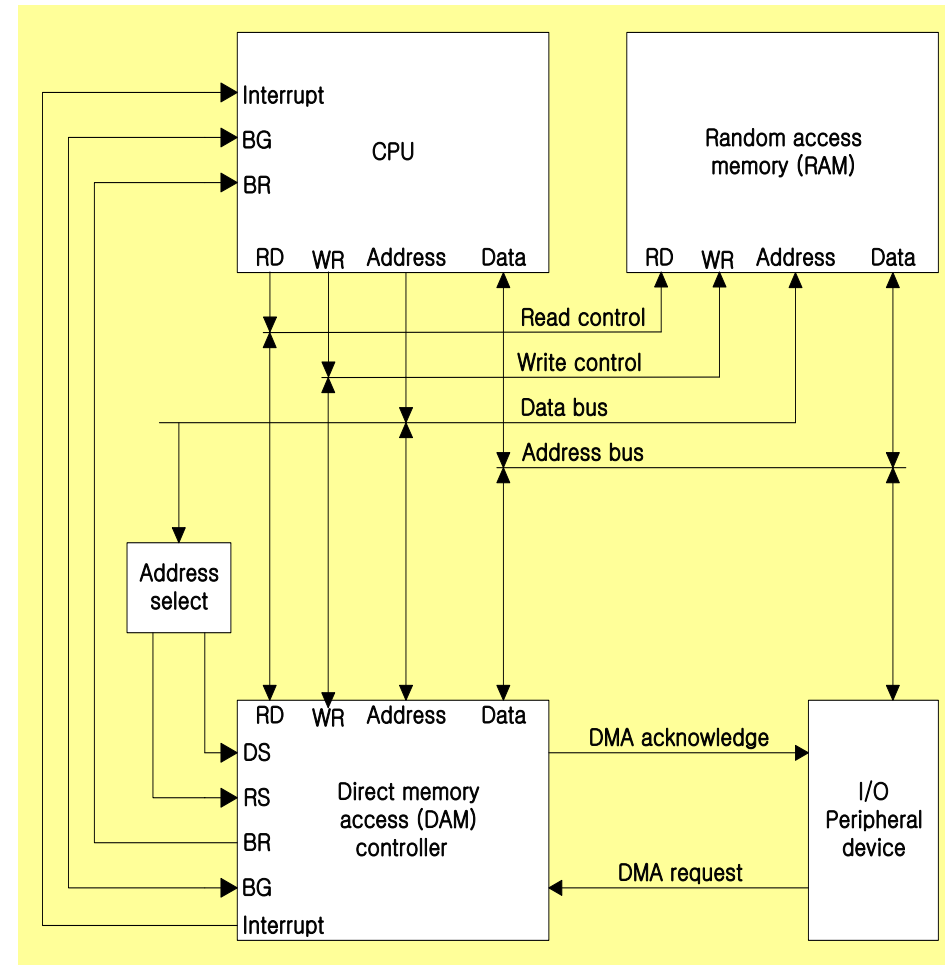 Interrupt
BG
CPU
BR
RD WR Address Data
Random access
memory (RAM)
RD WR Address Data
Read control
Write control
Data bus
Address bus
Address
select
RD WR Address Data
DS
RS
BR
BG
Interrupt
Direct memory
access (DAM)
controller
DMA acknowledge
DMA request
I/O
Peripheral
device